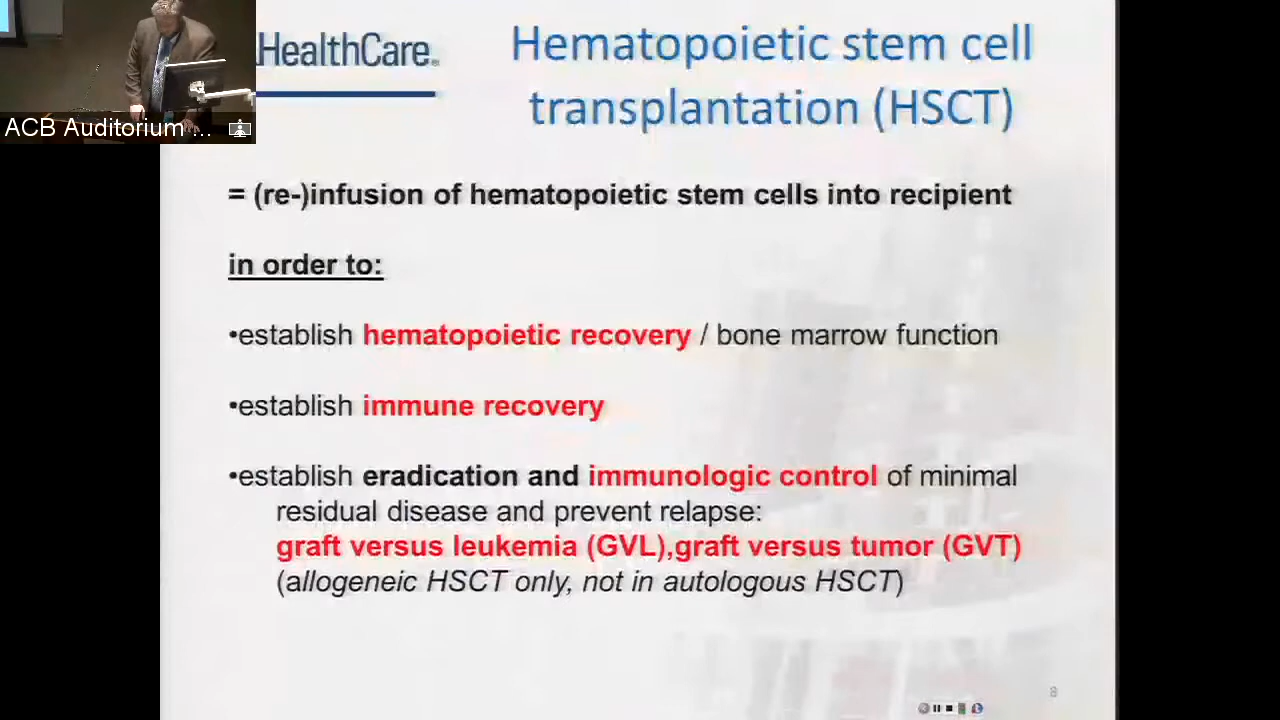 HealthCare
Hematopoietic stem cell
transplantation (HSCT)
ACB Auditorium ...
= (re-)infusion of hematopoietic stem cells into recipient
in order to:
•establish hematopoietic recovery / bone marrow function
•establish immune recovery
•establish eradication and immunologic control of minimal
residual disease and prevent relapse:
graft versus leukemia (GVL),graft versus tumor (GVT)
(allogeneic HSCT only, not in autologous HSCT)
8